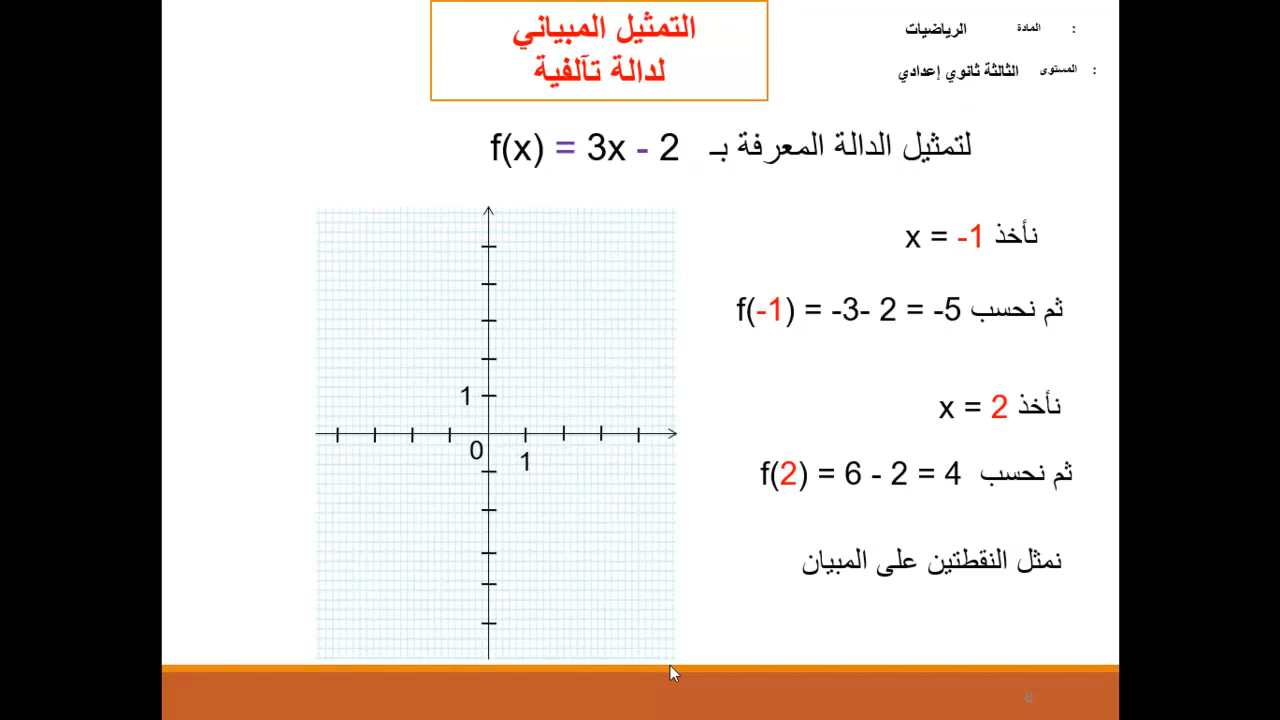 التمثيل المبياني
لدالة تآلفية
المادة : الرياضيات
المستوى : الثالثة ثانوي إعدادي
لتمثيل الدالة المعرفة بـ f(x) = 3x - 2
نأخذ x = -1
ثم نحسب f(-1) = -3- 2 = -5
نأخذ x = 2
ثم نحسب f(2) = 6 - 2 = 4
نمثل النقطتين على المبيان
1
0
1
6